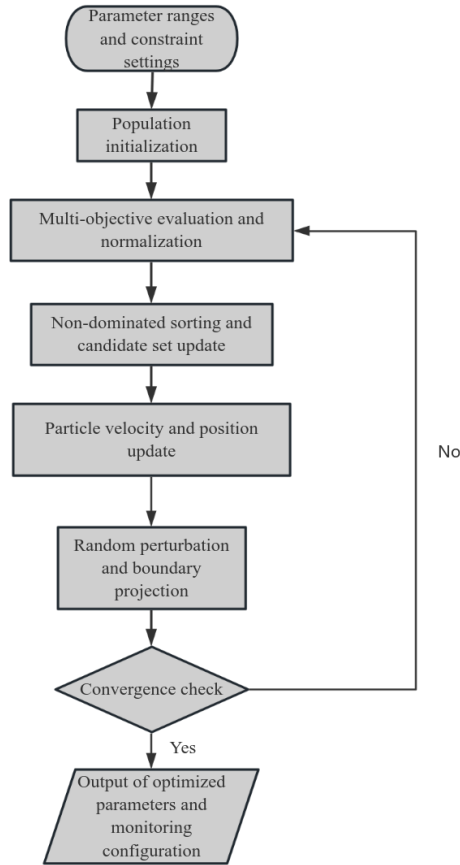 Parameter ranges
and constraint
settings
Population
initialization
Multi-objective evaluation and
normalization
Non-dominated sorting and
candidate set update
Particle velocity and position
update
No
Random perturbation
and boundary
projection
Convergence check
Yes
Output of optimized
parameters and
monitoring
configuration